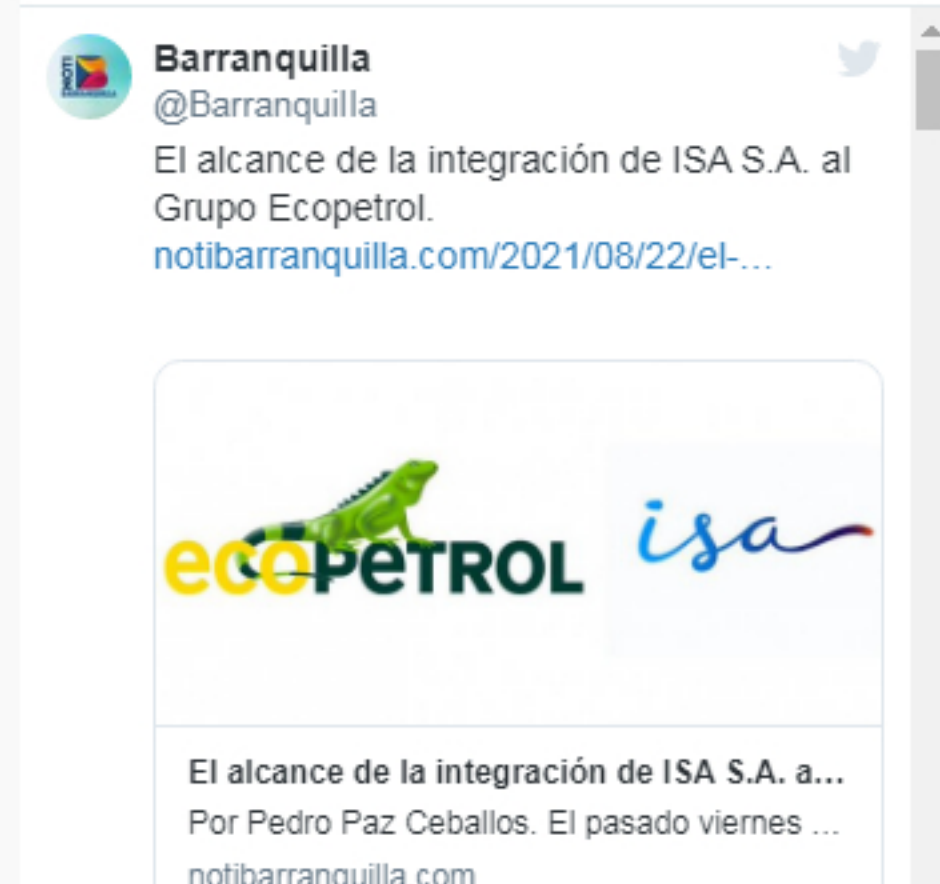 Barranquilla
@Barranquilla
El alcance de la integración de ISA S.A. al
Grupo Ecopetrol.
notibarranquilla.com/2021/08/22/el-...
ecopeTROL
isa
El alcance de la integración de ISA S.A. a...
Por Pedro Paz Ceballos. El pasado viernes ...
notibarranquilla.com